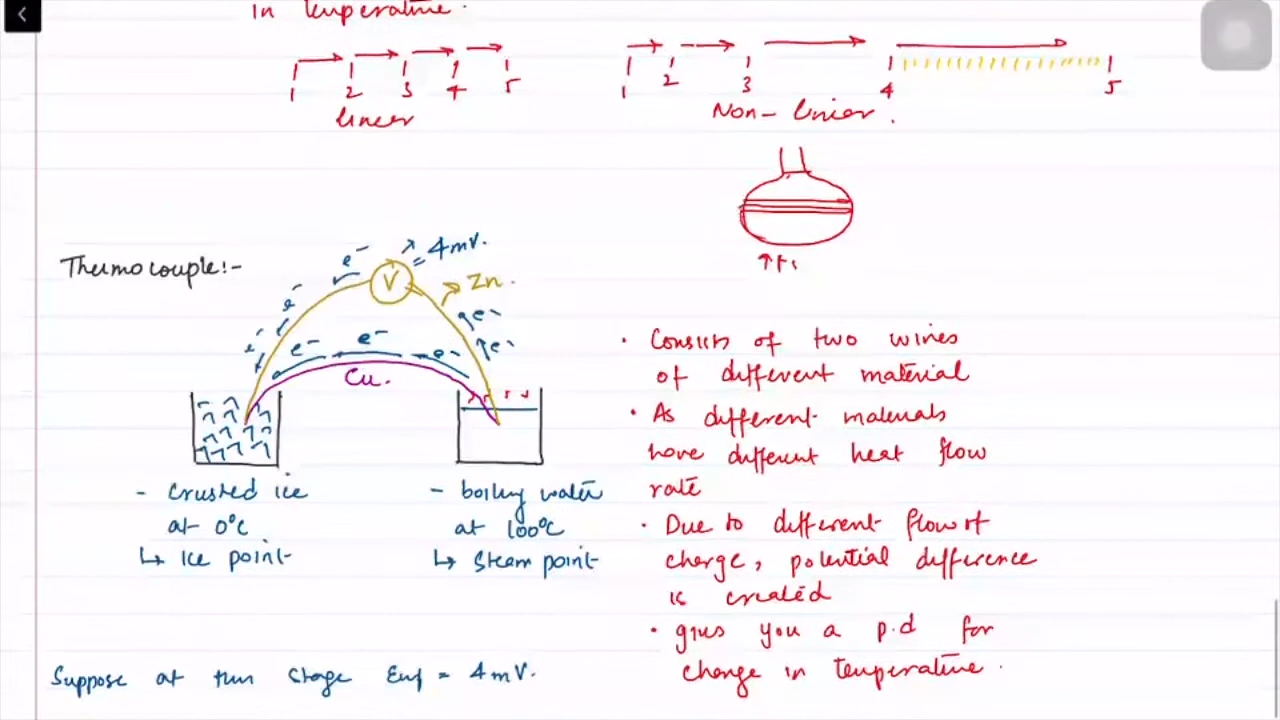 in temperature.
1 2 3 4 5
linear
1 2 3 4 5
Non-linear.
Thermocouple:-
e⁻ = 4mV.
V
Zn.
e⁻
e⁻
e⁻
e⁻
e⁻ e⁻ e⁻
Cu.
- Crusted ice
at 0°C
↳ Ice point
- boiling water
at 100°C
↳ Steam point
• Consists of two wires
of different material
• As different materials
have different heat flow
rate
• Due to different flow of
charge, potential difference
is created
• gives you a p.d for
change in temperature.
Suppose at this stage Emf = 4mV.